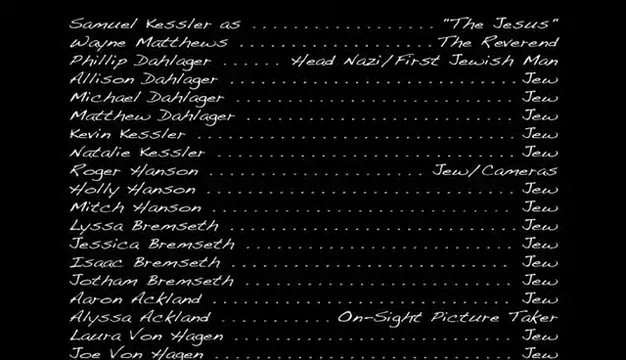 Samuel Kessler as . . . . . . . . . . . . . . . . . . . "The Jesus"
Wayne Matthews . . . . . . . . . . . . . . . . . . . . The Reverend
Phillip Dahlager . . . . . . Head Nazi/First Jewish Man
Allison Dahlager . . . . . . . . . . . . . . . . . . . . . . . . . . . . . . Jew
Michael Dahlager . . . . . . . . . . . . . . . . . . . . . . . . . . . . . Jew
Matthew Dahlager . . . . . . . . . . . . . . . . . . . . . . . . . . . . Jew
Kevin Kessler . . . . . . . . . . . . . . . . . . . . . . . . . . . . . . . . . Jew
Natalie Kessler . . . . . . . . . . . . . . . . . . . . . . . . . . . . . . . Jew
Roger Hanson . . . . . . . . . . . . . . . . . . . . . . Jew/Cameras
Holly Hanson . . . . . . . . . . . . . . . . . . . . . . . . . . . . . . . . Jew
Mitch Hanson . . . . . . . . . . . . . . . . . . . . . . . . . . . . . . . Jew
Lyssa Bremseth . . . . . . . . . . . . . . . . . . . . . . . . . . . . . . Jew
Jessica Bremseth . . . . . . . . . . . . . . . . . . . . . . . . . . . . Jew
Isaac Bremseth . . . . . . . . . . . . . . . . . . . . . . . . . . . . . Jew
Jotham Bremseth . . . . . . . . . . . . . . . . . . . . . . . . . . . . Jew
Aaron Ackland . . . . . . . . . . . . . . . . . . . . . . . . . . . . . . . Jew
Alyssa Ackland . . . . . . . . . . . . On-Sight Picture Taker
Laura Von Hagen . . . . . . . . . . . . . . . . . . . . . . . . . . . . . Jew
Joe Von Hagen . . . . . . . . . . . . . . . . . . . . . . . . . . . . . . . Jew